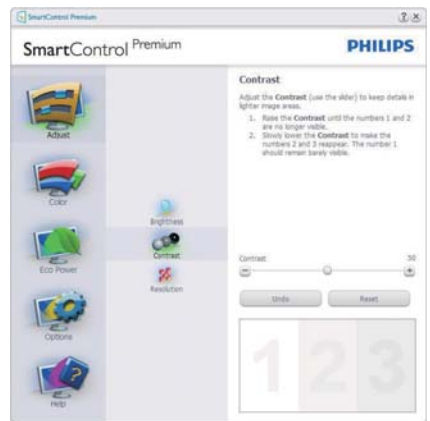 SmartControl Premium
SmartControl Premium
PHILIPS
Adjust
Color
Eco Power
Options
Help
Brightness
Contrast
Resolution
Contrast
Adjust the Contrast (use the slider) to keep details in
lighter image areas.
1. Raise the Contrast until the numbers 1 and 2
are no longer visible.
2. Slowly lower the Contrast to make the
numbers 2 and 3 reappear. The number 1
should remain barely visible.
Contrast
50
Undo
Reset
1 2 3